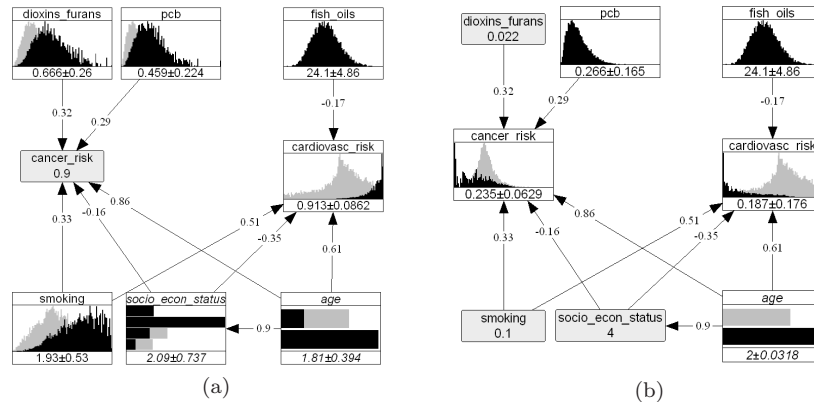 dioxins_furans
0.666±0.26
pcb
0.459±0.224
fish_oils
24.1±4.86
0.32
0.29
-0.17
cancer_risk
0.9
cardiovasc_risk
0.913±0.0862
0.33
-0.16
0.86
0.51
-0.35
0.61
smoking
1.93±0.53
socio_econ_status
2.09±0.737
0.9
age
1.81±0.394
(a)
dioxins_furans
0.022
pcb
0.266±0.165
fish_oils
24.1±4.86
0.32
0.29
-0.17
cancer_risk
0.235±0.0629
cardiovasc_risk
0.187±0.176
0.33
-0.16
0.86
0.51
-0.35
0.61
smoking
0.1
socio_econ_status
4
0.9
age
2±0.0318
(b)